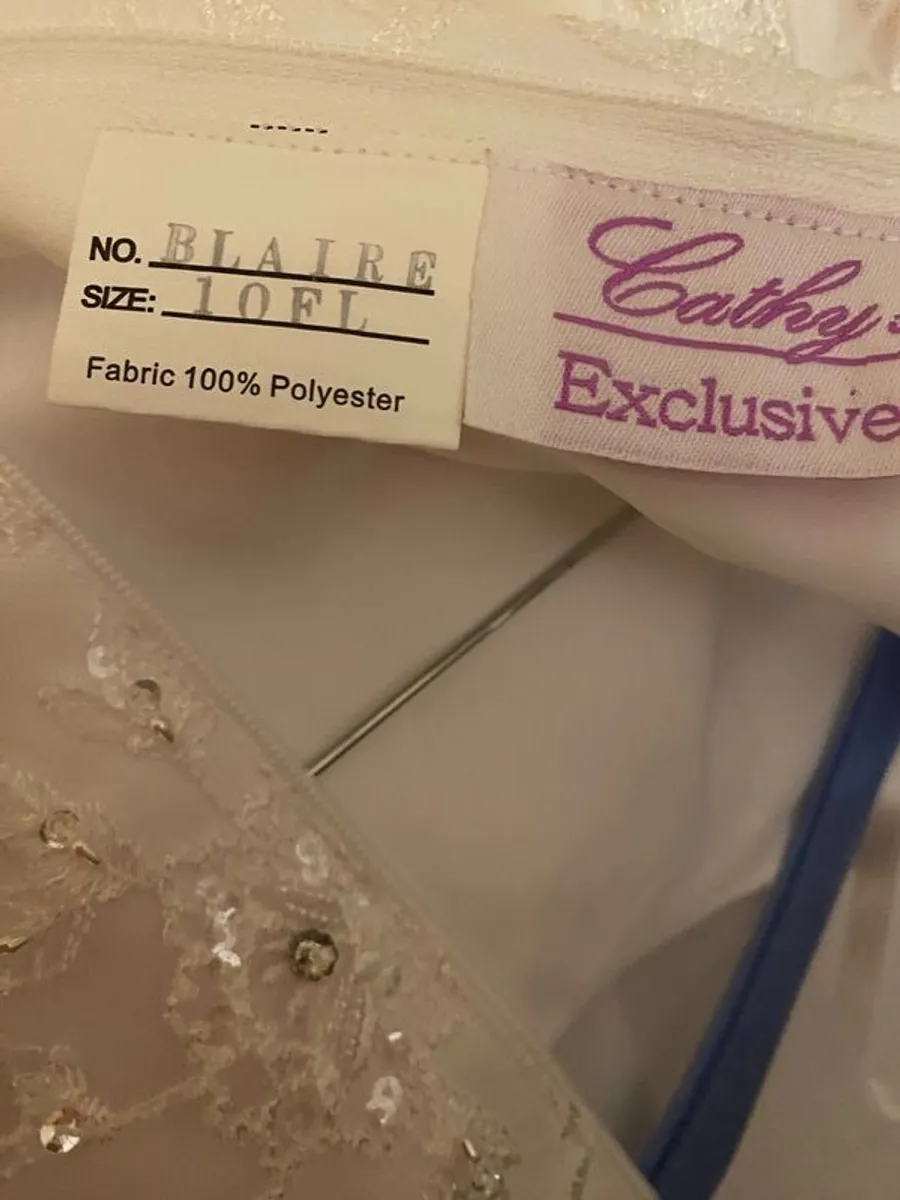 NO. BLAIRE
SIZE: 10FL
Fabric 100% Polyester
Cathy
Exclusive